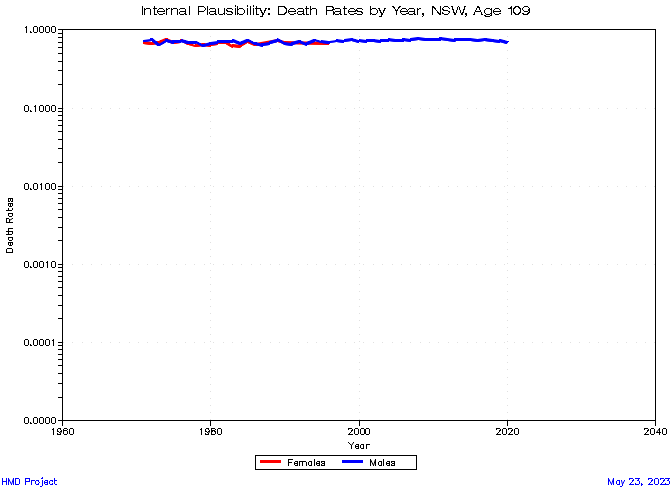 Internal Plausibility: Death Rates by Year, NSW, Age 109
1.0000
0.1000
0.0100
0.0010
0.0001
0.0000
Death Rates
1960 1980 2000 2020 2040
Year
Females Males
HMD Project
May 23, 2023